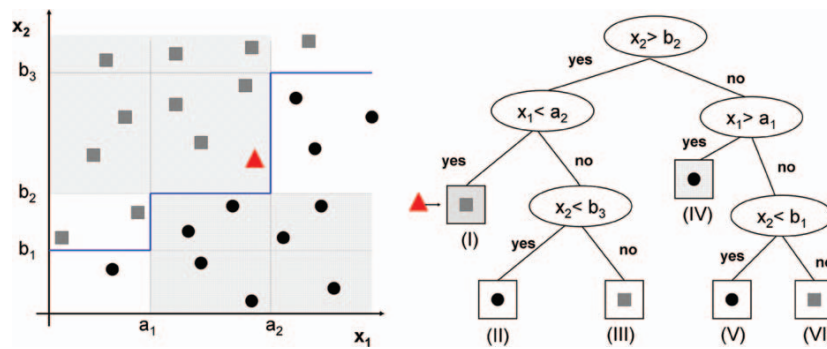 x₂
b₃
b₂
b₁
a₁
a₂
x₁
x₂> b₂
yes
no
x₁< a₂
x₁> a₁
yes
no
yes
no
(I)
x₂< b₃
(IV)
x₂< b₁
yes
no
yes
no
(II)
(III)
(V)
(VI